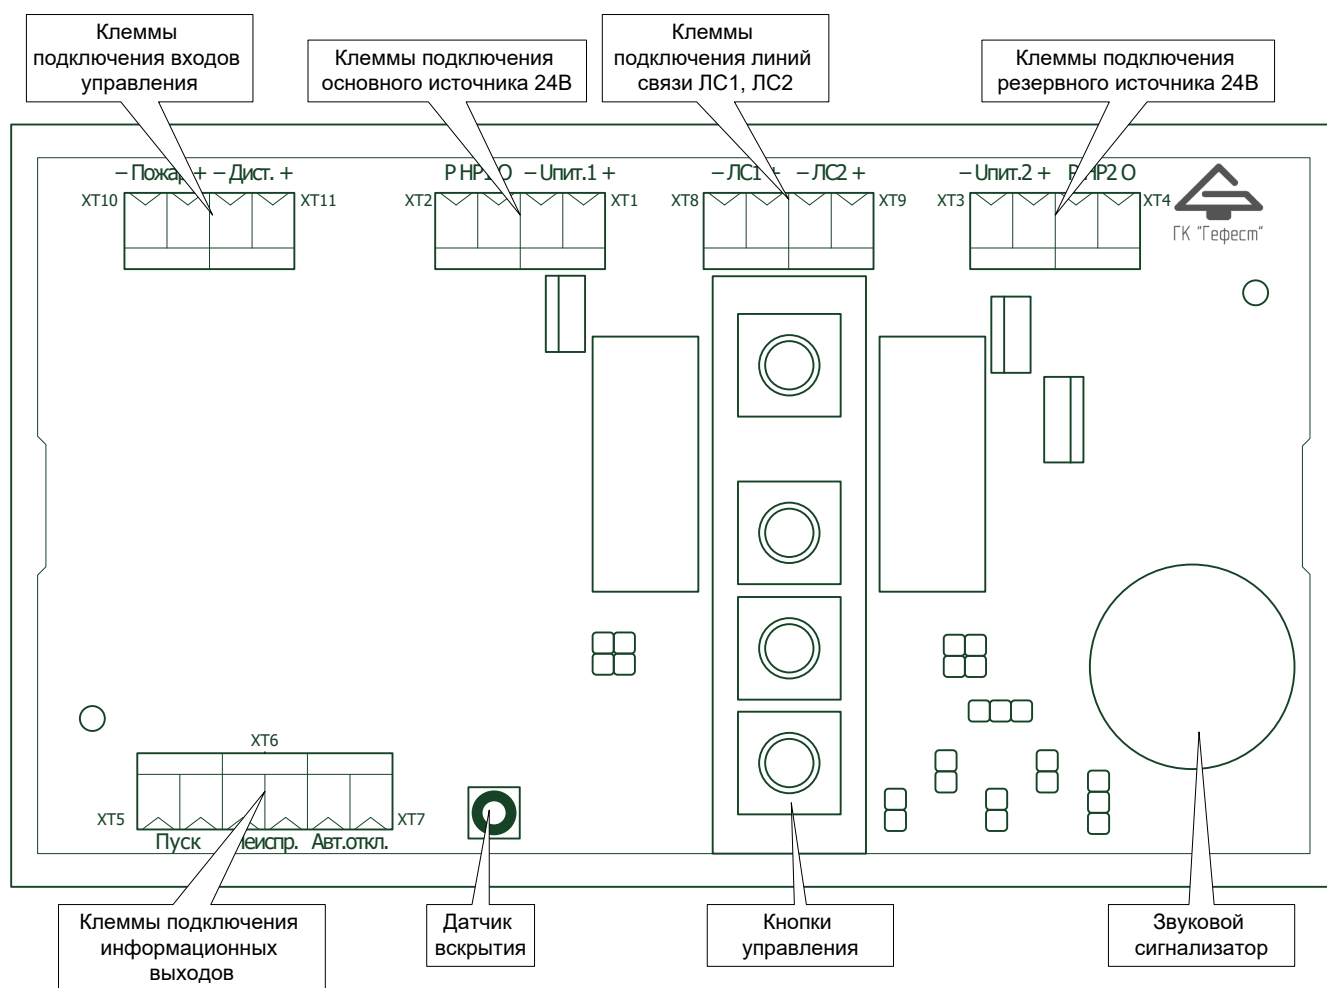 Клеммы
подключения входов
управления
Клеммы подключения
основного источника 24В
Клеммы
подключения линий
связи ЛС1, ЛС2
Клеммы подключения
резервного источника 24В
– Пожар + – Дист. +
XT10
XT11
О – Uпит.1 +
XT2
XT1
– ЛС1 + – ЛС2 +
XT8
XT9
– Uпит.2 +
XT3
XT4
ГК "Гефест"
XT6
XT5
XT7
Пуск Авт.откл.
Клеммы подключения
информационных
выходов
Датчик
вскрытия
Кнопки
управления
Звуковой
сигнализатор